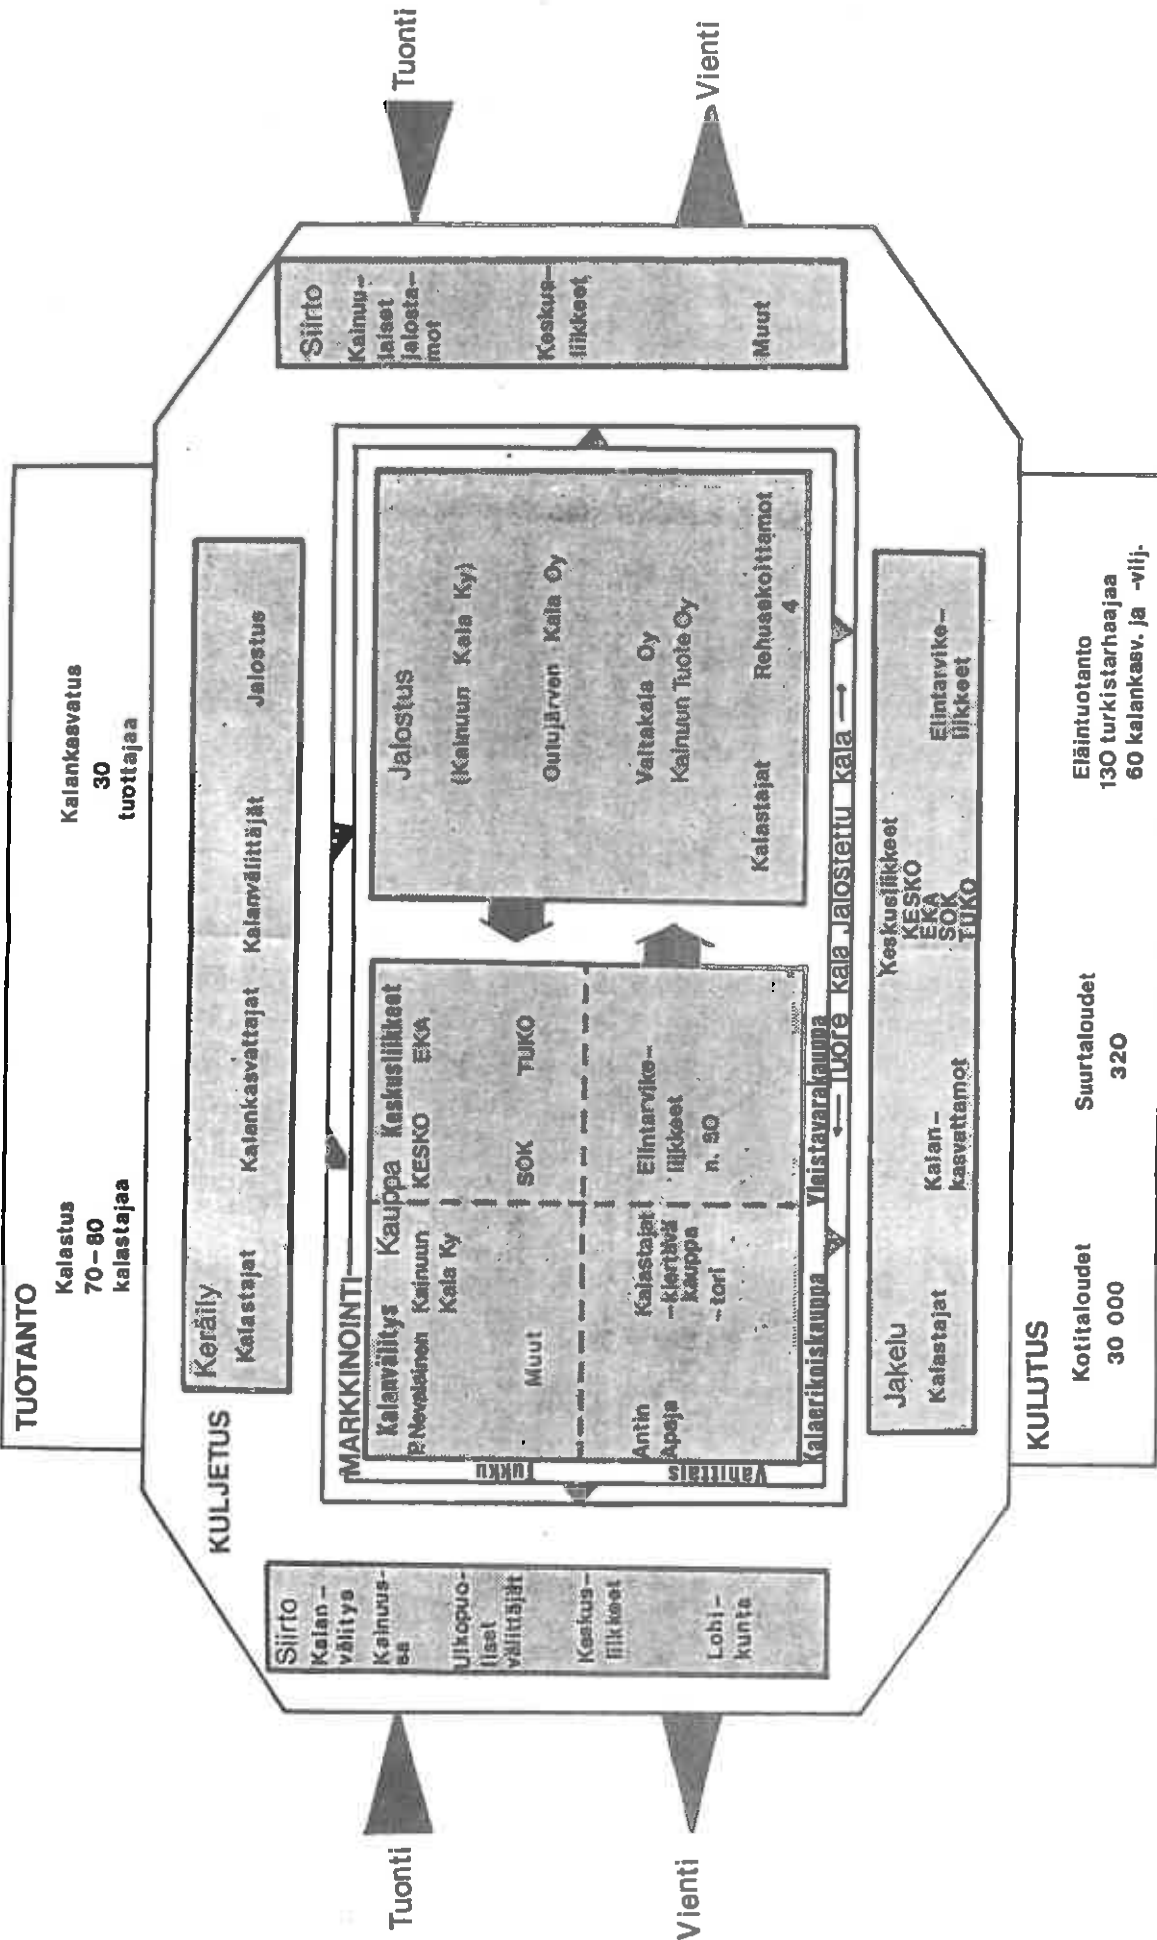 TUOTANTO
Kalastus
70-80
kalastajaa
Kalankasvatus
30
tuottajaa
KULJETUS
Keräily
Kalastajat
Kalankasvattajat
Kalanvälittäjät
Jalostus
Tuonti
Vienti
Siirto
Kalan-
välitys
Kainuus-
sa
Ulkopuo-
liset
välittäjät
Keskus-
liikkeet
Lohi-
kunta
MARKKINOINTI
Kalanvälitys
Kauppa
Keskusliikkeet
P. Nevalainen
Kainuun
Kala Ky
KESKO
EKA
Muut
SOK
TUKO
Tukku
Vähittäis
Antin
Apaja
Kalastajat
-kiertävä
kauppa
-tori
Elintarvike-
liikkeet
n. 90
Kalaerikoiskauppa
Yleistavarakauppa
Jalostus
(Kainuun Kala Ky)
Oulujärven Kala Oy
Valtakala Oy
Kainuun Tuote Oy
Kalastajat
Rehusekoittamot
4
← Tuore kala Jalostettu kala →
Siirto
Kainuu-
laiset
jalosta-
mot
Keskus-
liikkeet
Muut
Tuonti
Vienti
Jakelu
Kalastajat
Kalan-
kasvattamot
Keskusliikkeet
KESKO
EKA
SOK
TUKO
Elintarvike-
liikkeet
KULUTUS
Kotitaloudet
30 000
Suurtaloudet
320
Eläintuotanto
130 turkistarhaajaa
60 kalankasv. ja -vilj.